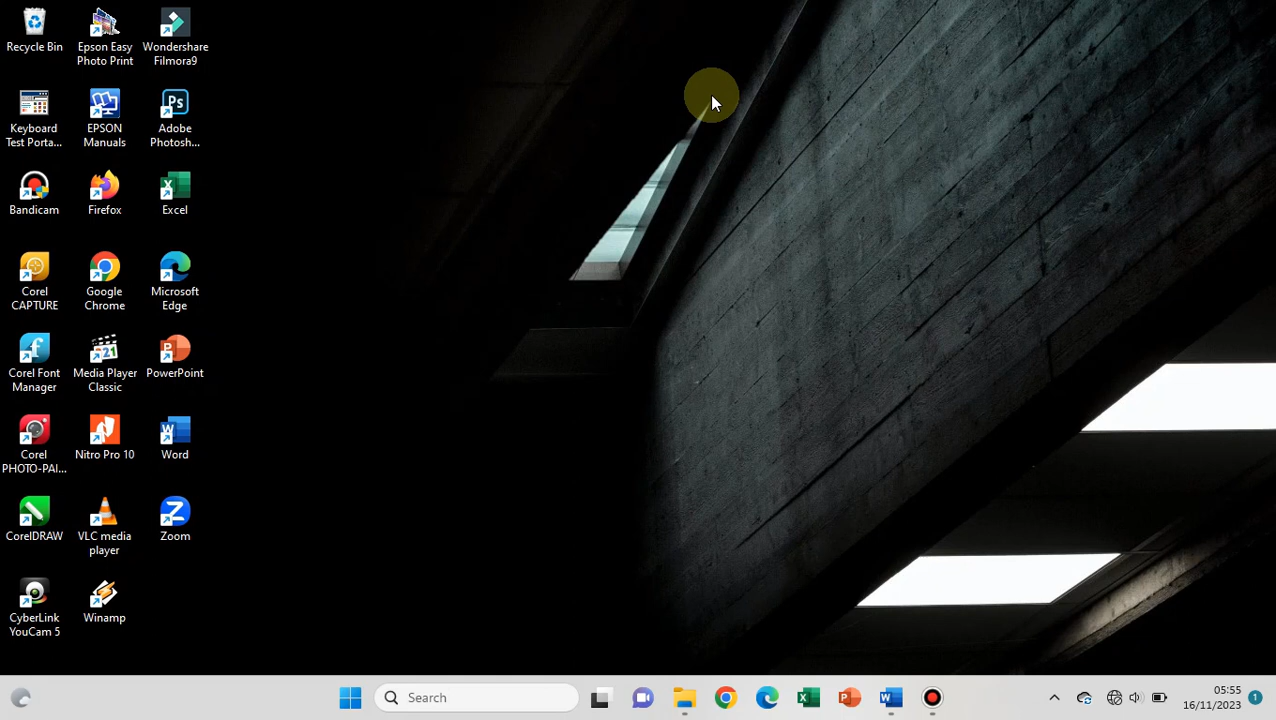 Recycle Bin
Epson Easy
Photo Print
Wondershare
Filmora9
Keyboard
Test Porta...
EPSON
Manuals
Adobe
Photosh...
Bandicam
Firefox
Excel
Corel
CAPTURE
Google
Chrome
Microsoft
Edge
Corel Font
Manager
Media Player
Classic
PowerPoint
Corel
PHOTO-PAI...
Nitro Pro 10
Word
CorelDRAW
VLC media
player
Zoom
CyberLink
YouCam 5
Winamp
Search
05:55
16/11/2023
1